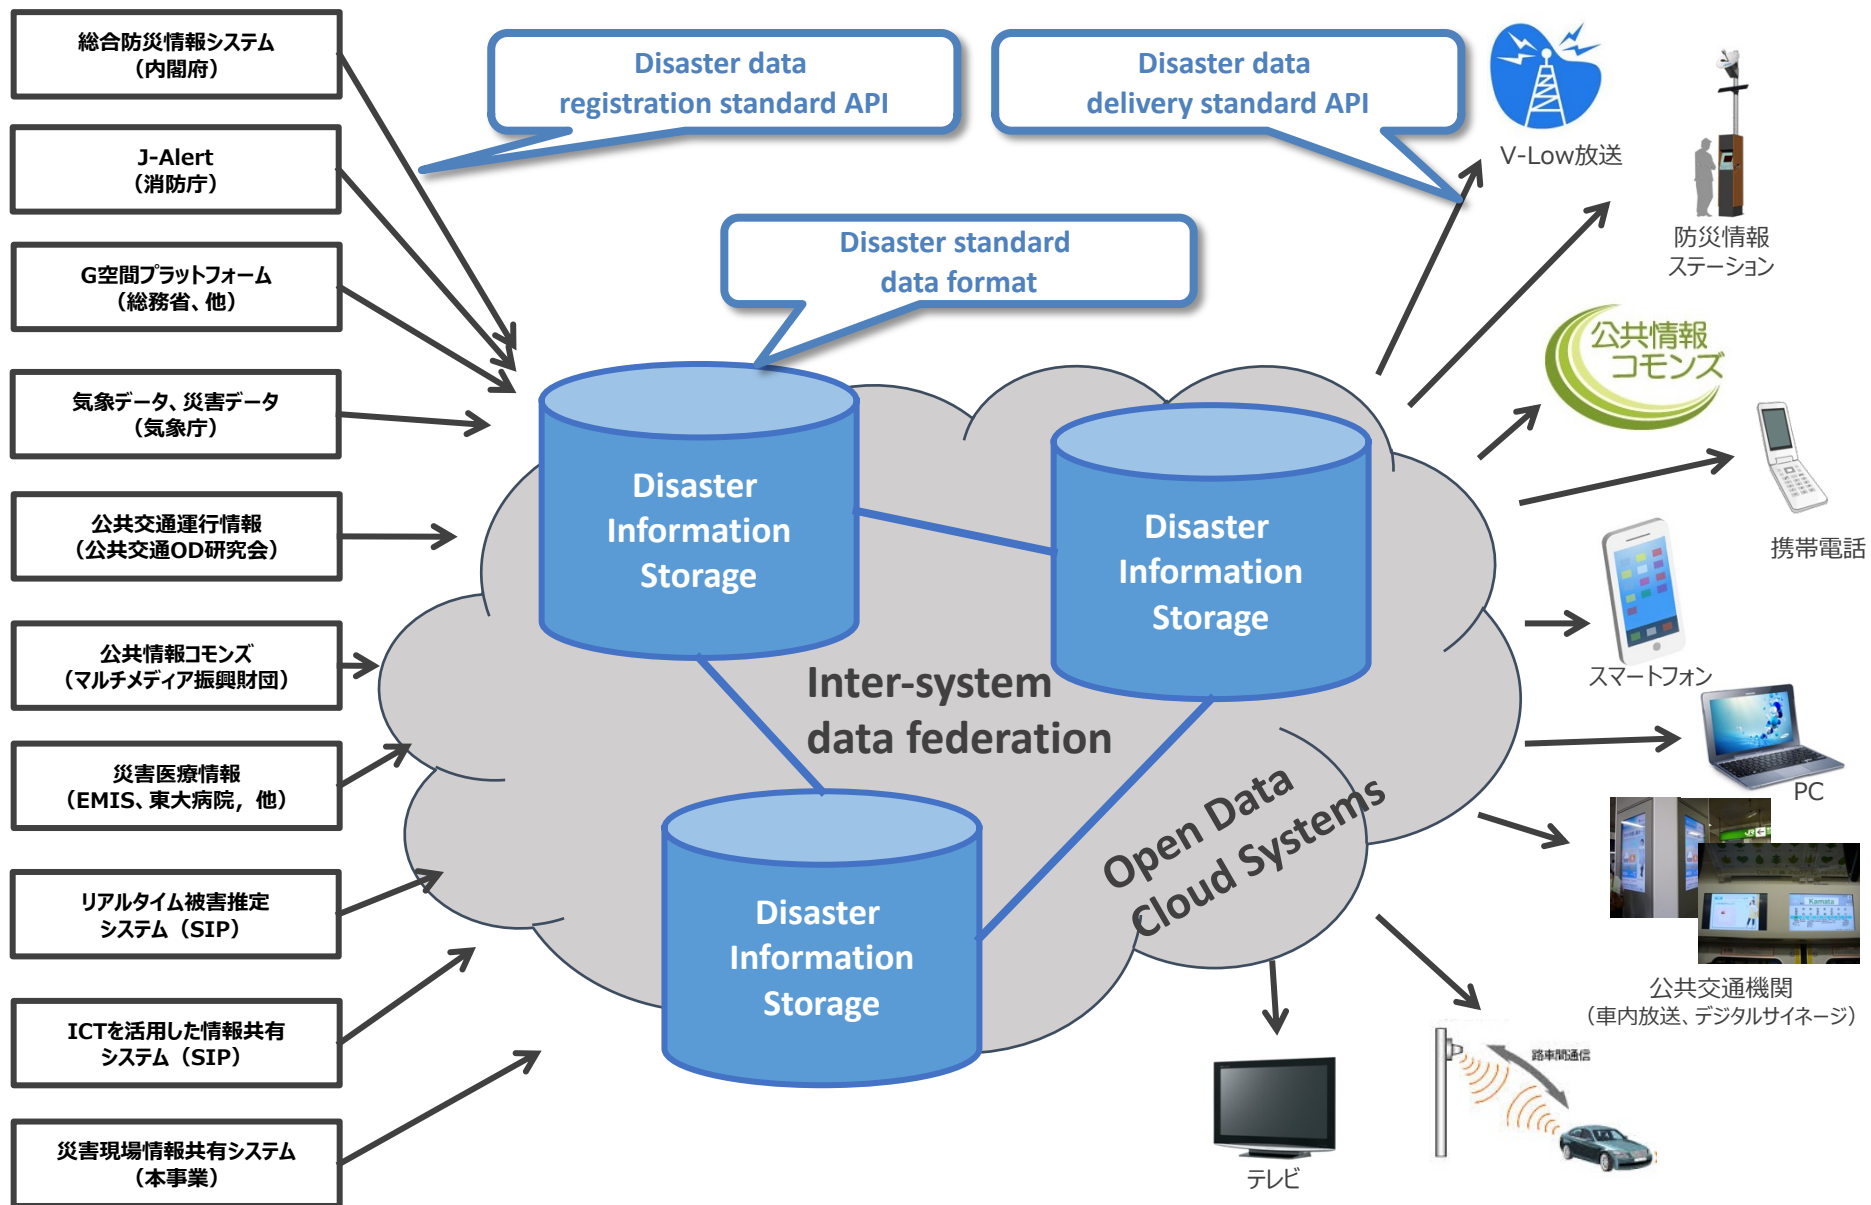 総合防災情報システム
（内閣府）
J-Alert
（消防庁）
G空間プラットフォーム
（総務省、他）
気象データ、災害データ
（気象庁）
公共交通運行情報
（公共交通OD研究会）
公共情報コモンズ
（マルチメディア振興財団）
災害医療情報
（EMIS、東大病院，他）
リアルタイム被害推定
システム（SIP）
ICTを活用した情報共有
システム（SIP）
災害現場情報共有システム
（本事業）
Disaster data
registration standard API
Disaster data
delivery standard API
Disaster standard
data format
Disaster
Information
Storage
Disaster
Information
Storage
Inter-system
data federation
Disaster
Information
Storage
Open Data
Cloud Systems
V-Low放送
防災情報
ステーション
公共情報
コモンズ
携帯電話
スマートフォン
PC
Kamata
公共交通機関
（車内放送、デジタルサイネージ）
路車間通信
テレビ